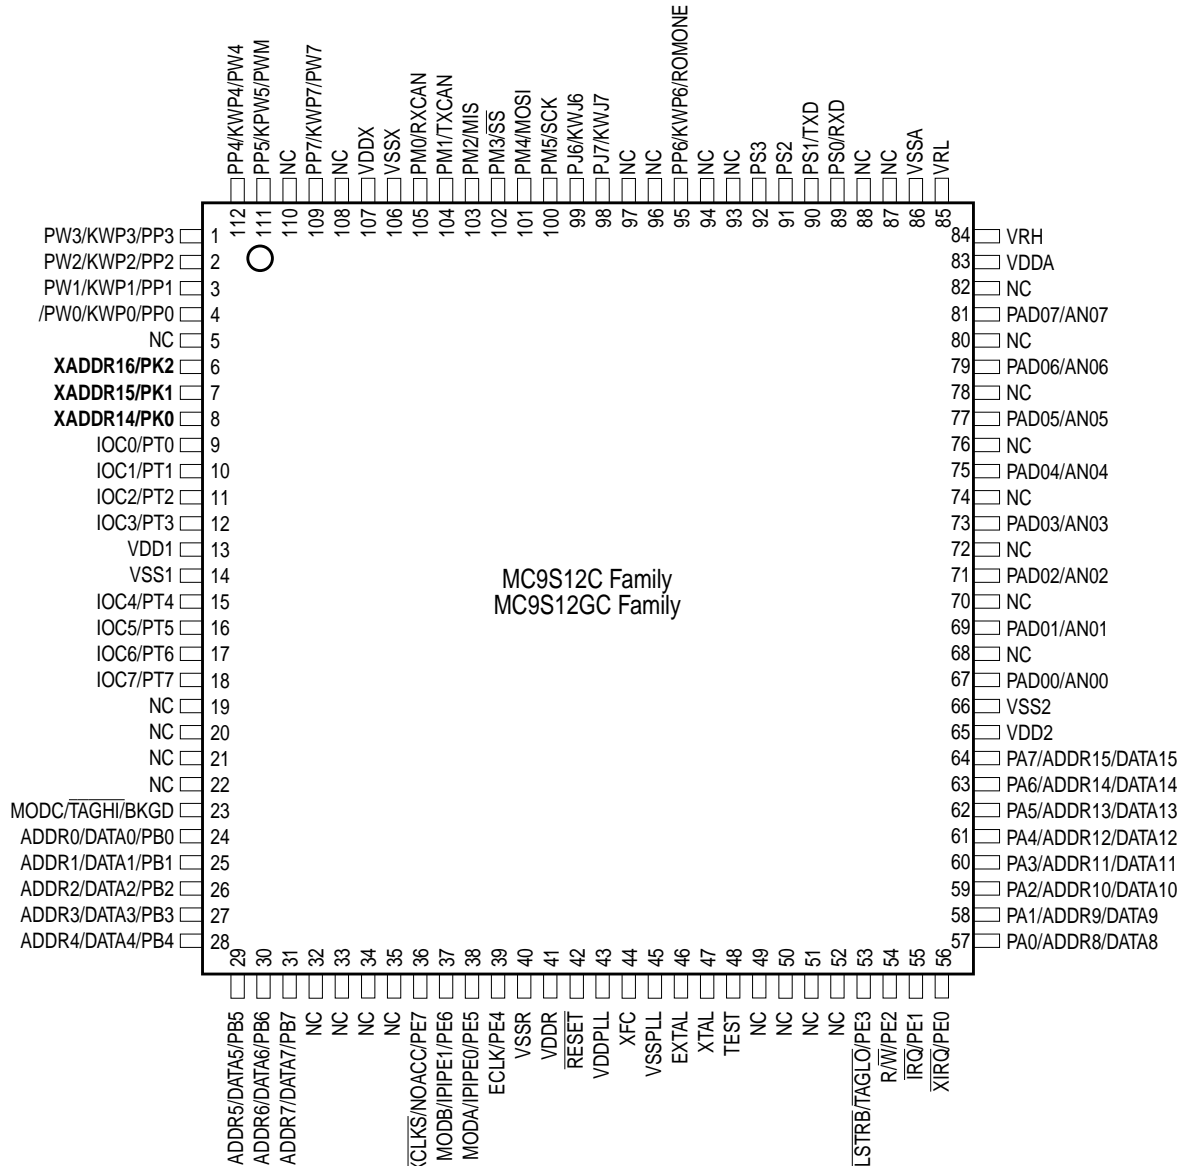 PP4/KWP4/PW4
PP5/KPW5/PWM
NC
PP7/KWP7/PW7
NC
VDDX
VSSX
PM0/RXCAN
PM1/TXCAN
PM2/MIS
PM3/SS
PM4/MOSI
PM5/SCK
PJ6/KWJ6
PJ7/KWJ7
NC
NC
PP6/KWP6/ROMONE
NC
NC
PS3
PS2
PS1/TXD
PS0/RXD
NC
NC
VSSA
VRL
112
111
110
109
108
107
106
105
104
103
102
101
100
99
98
97
96
95
94
93
92
91
90
89
88
87
86
85
PW3/KWP3/PP3 1
PW2/KWP2/PP2 2
PW1/KWP1/PP1 3
/PW0/KWP0/PP0 4
NC 5
XADDR16/PK2 6
XADDR15/PK1 7
XADDR14/PK0 8
IOC0/PT0 9
IOC1/PT1 10
IOC2/PT2 11
IOC3/PT3 12
VDD1 13
VSS1 14
IOC4/PT4 15
IOC5/PT5 16
IOC6/PT6 17
IOC7/PT7 18
NC 19
NC 20
NC 21
NC 22
MODC/TAGHI/BKGD 23
ADDR0/DATA0/PB0 24
ADDR1/DATA1/PB1 25
ADDR2/DATA2/PB2 26
ADDR3/DATA3/PB3 27
ADDR4/DATA4/PB4 28
MC9S12C Family
MC9S12GC Family
84 VRH
83 VDDA
82 NC
81 PAD07/AN07
80 NC
79 PAD06/AN06
78 NC
77 PAD05/AN05
76 NC
75 PAD04/AN04
74 NC
73 PAD03/AN03
72 NC
71 PAD02/AN02
70 NC
69 PAD01/AN01
68 NC
67 PAD00/AN00
66 VSS2
65 VDD2
64 PA7/ADDR15/DATA15
63 PA6/ADDR14/DATA14
62 PA5/ADDR13/DATA13
61 PA4/ADDR12/DATA12
60 PA3/ADDR11/DATA11
59 PA2/ADDR10/DATA10
58 PA1/ADDR9/DATA9
57 PA0/ADDR8/DATA8
29
30
31
32
33
34
35
36
37
38
39
40
41
42
43
44
45
46
47
48
49
50
51
52
53
54
55
56
ADDR5/DATA5/PB5
ADDR6/DATA6/PB6
ADDR7/DATA7/PB7
NC
NC
NC
NC
XCLKS/NOACC/PE7
MODB/IPIPE1/PE6
MODA/IPIPE0/PE5
ECLK/PE4
VSSR
VDDR
RESET
VDDPLL
XFC
VSSPLL
EXTAL
XTAL
TEST
NC
NC
NC
NC
LSTRB/TAGLO/PE3
R/W/PE2
IRQ/PE1
XIRQ/PE0